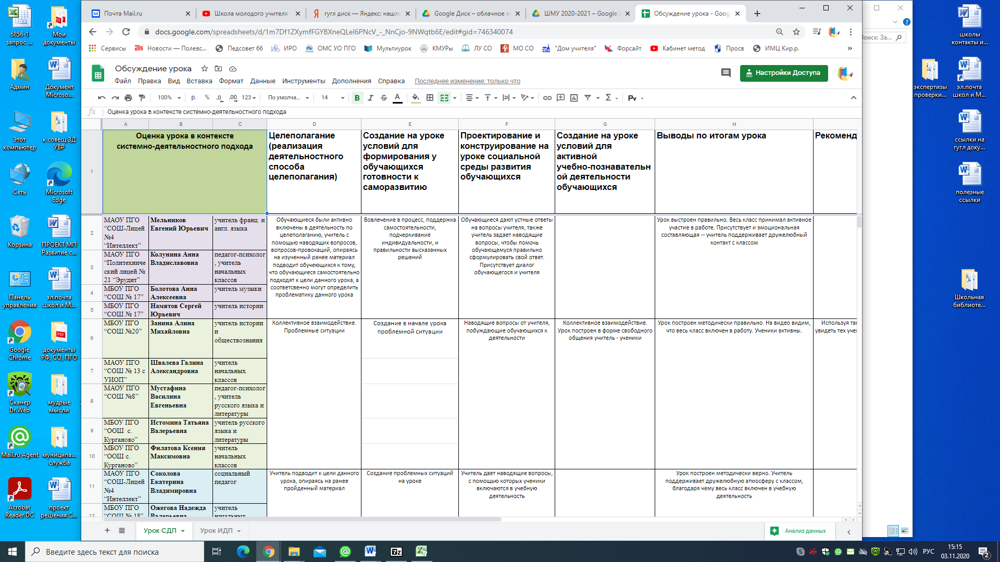 Почта Mail.ru
Школа молодого учителя
гугл диск — Яндекс: нашло
Google Диск – облачное
ШМУ 2020-2021 – Google
Обсуждение урока - Goog
docs.google.com/spreadsheets/d/1m7Df1ZXymfFGYBXneQLeI6PNcV_-_NnCjo-9NWqtb6E/edit#gid=746340074
Сервисы
Новости — Полевс...
Педсовет 66
ИРО
ОМС УО ПГО
Мультиурок
КМУРы
ЛУ СО
МО СО
"Дом учителя"
Форсайт
Кабинет метод
Просв
ИМЦ Кир.р.
»
Обсуждение урока
Файл Правка Вид Вставка Формат Данные Инструменты Дополнения Справка
Последнее изменение: только что
Настройки Доступа
100% р. % .0 .00 123 По умолча... 14 B I S A
fx Оценка урока в контексте системно-деятельностного подхода
A B C D E F G H
1
Оценка урока в контексте
системно-деятельностного подхода
Целеполагание
(реализация
деятельностного
способа
целеполагания)
Создание на уроке
условий для
формирования у
обучающихся
готовности к
саморазвитию
Проектирование и
конструирование на
уроке социальной
среды развития
обучающихся
Создание на уроке
условий для
активной
учебно-познавательн
ой деятельности
обучающихся
Выводы по итогам урока
Рекоменд
2
МАОУ ПГО
“СОШ-Лицей
№4
“Интеллект”
Мельников
Евгений Юрьевич
учитель франц. и
англ. языка
Обучающиеся были активно
включены в деятельность по
целеполаганию, учитель с
помощью наводящих вопросов,
вопросов-провокаций, опираясь
на изученный ранее материал
подводит обучеющихся к тому,
что обучающиеся самостоятельно
подходят к цели данного урока, а
соответсвенно могут определить
проблематику данного урока
Вовлечение в процесс, поддержка
самостоятельности,
подчеркивание
индивидуальности, и
правильности высказанных
решений
Обучающиеся дают устные ответы
на вопросы учителя, также
учитель задает наводящие
вопросы, чтобы помочь
обучающемуся правильно
сформулировать свой ответ.
Присутствует диалог
обучающегося и учителя
Урок выстроен правильно. Весь класс принимал активное
участие в работе. Присутствует и эмоциональная
составляющая -- учитель поддерживает дружелюбный
контакт с классом
3
МАОУ ПГО
“Политехниче
ский лицей №
21 “Эрудит”
Колунина Анна
Владиславовна
педагог-психолог
, учитель
начальных
классов
4
МБОУ ПГО
“СОШ № 17”
Болотова Анна
Алексеевна
учитель музыки
5
МБОУ ПГО
“СОШ № 17”
Намятов Сергей
Юрьевич
учитель истории
6
МБОУ ПГО
“СОШ №20”
Занина Алина
Михайловна
учитель истории
и
обществознания
Коллективное взаимодействие.
Проблемные ситуации
Создание в начале урока
проблемной ситуации
Наводящие вопросы от учителя,
побуждающие обучающихся к
деятельности
Коллективное взаимодействие.
Урок построен в форме свободного
общения учитель - ученики
Урок построен методически правильно. На видео видим,
что весь класс включен в работу. Ученики активны.
Используя та
увидеть тех уче
7
МАОУ ПГО
“СОШ № 13 с
УИОП”
Швалева Галина
Александровна
учитель
начальных
классов
8
МАОУ ПГО
“СОШ №8”
Мустафина
Василина
Евгеньевна
педагог-психолог
, учитель
русского языка и
литературы
9
МБОУ ПГО
“ООШ с.
Курганово”
Истомина Татьяна
Валерьевна
учитель русского
языка и
литературы
10
МБОУ ПГО
“ООШ с.
Курганово”
Филатова Ксения
Максимовна
учитель
начальных
классов
11
МАОУ ПГО
“СОШ-Лицей
№4
“Интеллект”
Соколова
Екатерина
Владимировна
социальный
педагог
Учитель подводит к цели данного
урока, опираясь на ранее
пройденный материал
Создание проблемных ситуаций
на уроке
Учитель дает наводящие вопросы,
с помощью которых ученики
включаются в учебную
деятельность
Урок построен методически верно. Учитель
поддерживает дружелюбную атмосферу с классом,
благодаря чему весь класс включен в учебную
деятельность
12
МБОУ ПГО
“СОШ № 18”
Ожегова Надежда
Валерьевна
учитель
начальных
Урок СДП
Урок ИДП
Анализ данных
6856-1
запрос ...
Мои
документы
Админ
Документ
Microso...
Этот
компьютер
к совещ ЗД
УВР
Сеть
Microsoft
Edge
Корзина
ПРОЕКТ МП
Развитие с...
Панель
управления
эл.почта
школ и М...
Google
Chrome
документы
РФ, СО, ПГО
Сканер
Dr.Web
мудрые
мысли
Mail.ru Agent
муниципа...
служба
Acrobat
Reader DC
проект
решения С...
поиск: За...
школы
контакты и...
экспертизы
проверки...
эл.почта
школ и М...
ссылки на
гугл доку...
полезные
ссылки
Школьная
библиоте...
Введите здесь текст для поиска
РУС
15:15
03.11.2020
2